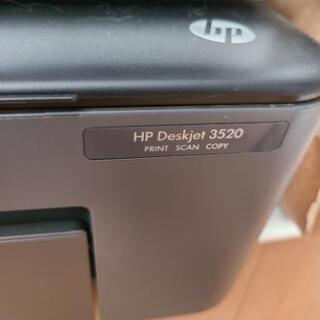 hp
HP Deskjet 3520
PRINT SCAN COPY